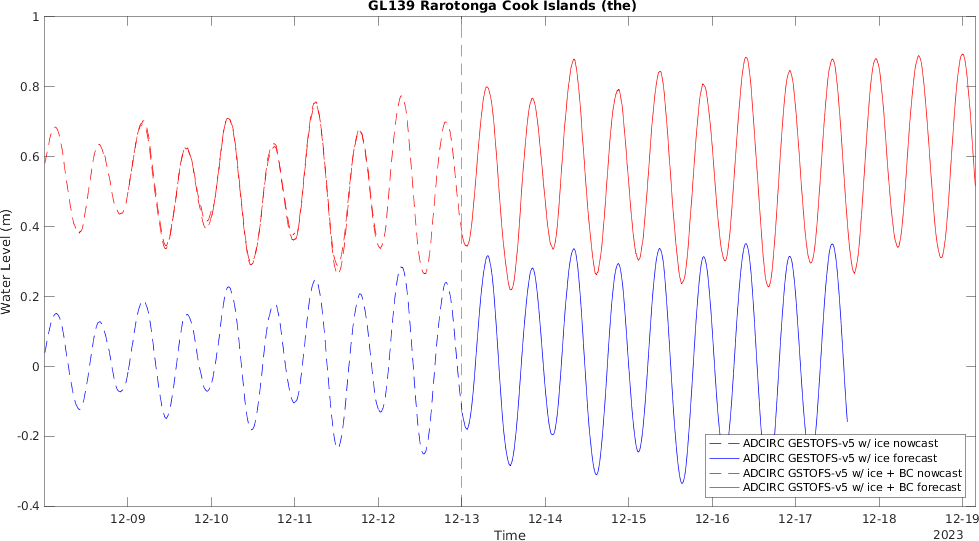 GL139 Rarotonga Cook Islands (the)
1
0.8
0.6
0.4
0.2
0
-0.2
-0.4
Water Level (m)
12-09 12-10 12-11 12-12 12-13 12-14 12-15 12-16 12-17 12-18 12-19
2023
Time
ADCIRC GESTOFS-v5 w/ ice nowcast
ADCIRC GESTOFS-v5 w/ ice forecast
ADCIRC GSTOFS-v5 w/ ice + BC nowcast
ADCIRC GSTOFS-v5 w/ ice + BC forecast